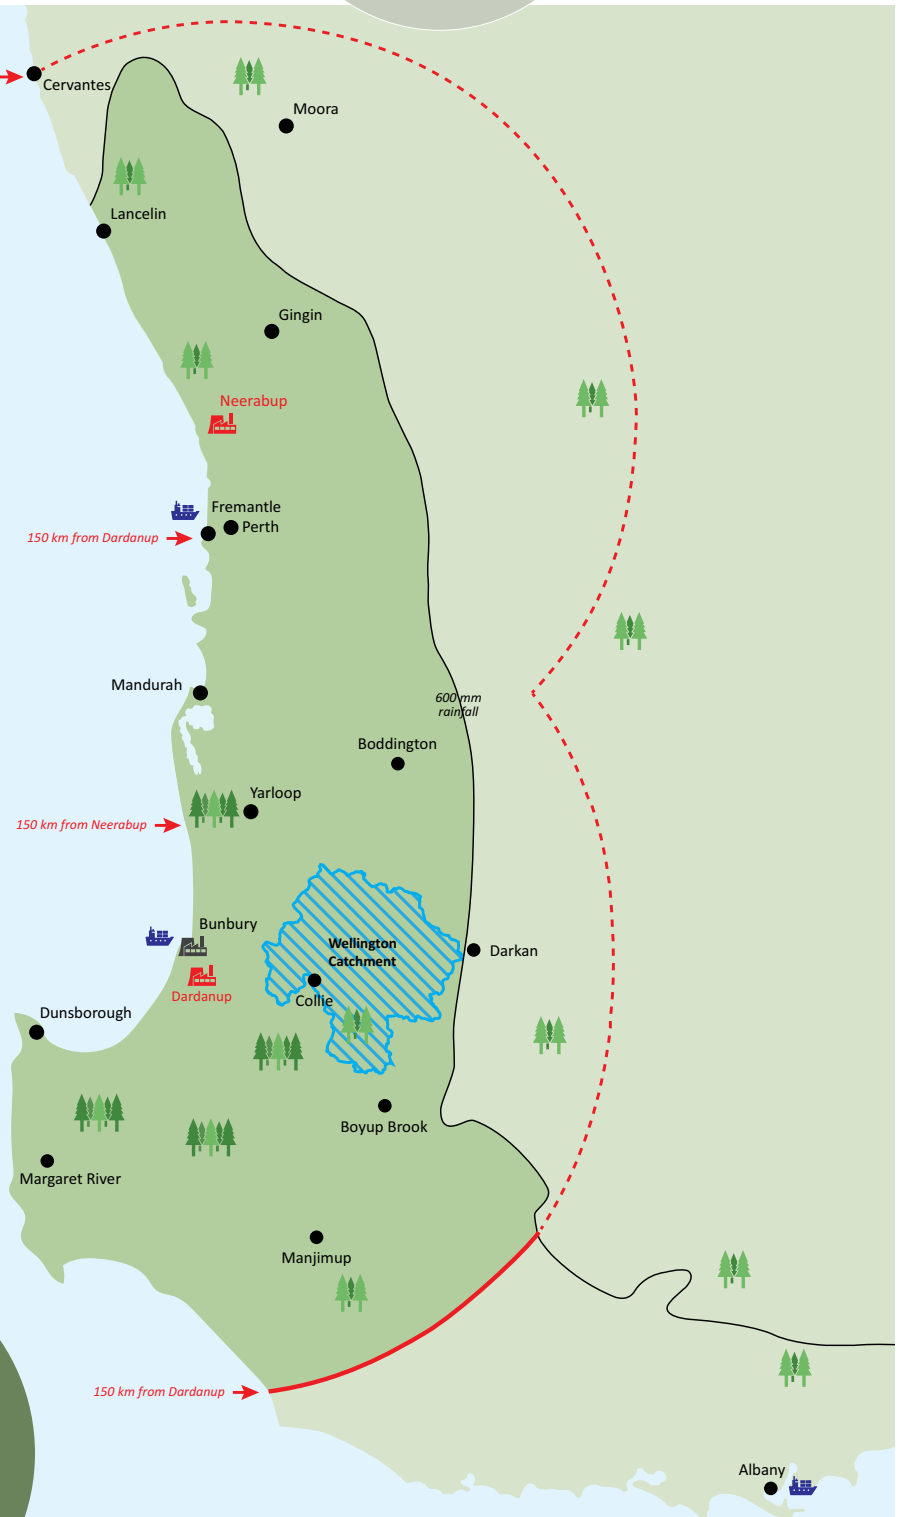 Cervantes
Moora
Lancelin
Gingin
Neerabup
Fremantle
Perth
150 km from Dardanup
Mandurah
600 mm
rainfall
Boddington
Yarloop
150 km from Neerabup
Bunbury
Wellington
Catchment
Darkan
Dardanup
Collie
Dunsborough
Boyup Brook
Margaret River
Manjimup
150 km from Dardanup
Albany